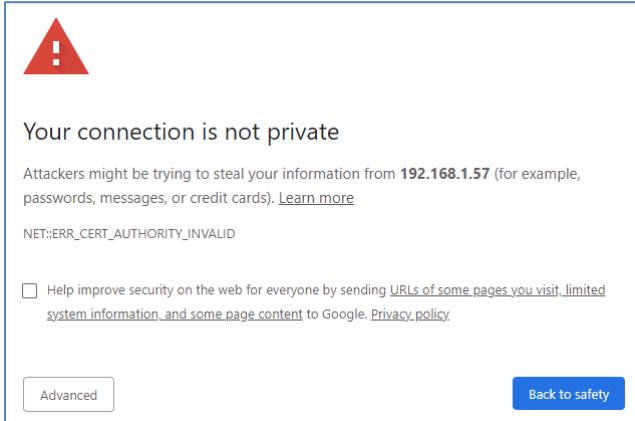 Your connection is not private
Attackers might be trying to steal your information from 192.168.1.57 (for example,
passwords, messages, or credit cards). Learn more
NET::ERR_CERT_AUTHORITY_INVALID
Help improve security on the web for everyone by sending URLs of some pages you visit, limited
system information, and some page content to Google. Privacy policy
Advanced
Back to safety